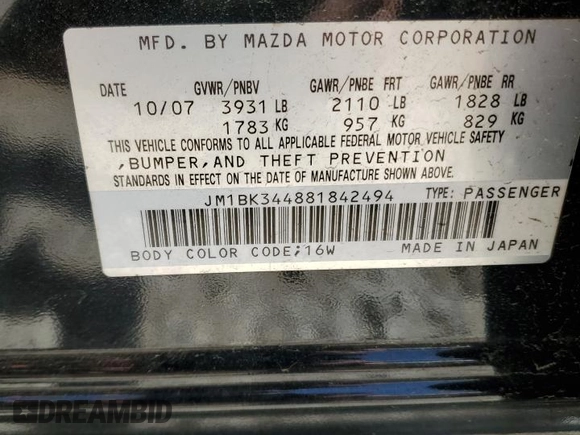 MFD. BY MAZDA MOTOR CORPORATION
DATE GVWR/PNBV GAWR/PNBE FRT GAWR/PNBE RR
10/07 3931 LB 2110 LB 1828 LB
1783 KG 957 KG 829 KG
THIS VEHICLE CONFORMS TO ALL APPLICABLE FEDERAL MOTOR VEHICLE SAFETY
,BUMPER,AND THEFT PREVENTION
STANDARDS IN EFFECT ON THE DATE OF MANUFACTURE SHOWN ABOVE.
JM1BK344881842494 TYPE: PASSENGER
BODY COLOR CODE;16W MADE IN JAPAN
DREAMBID